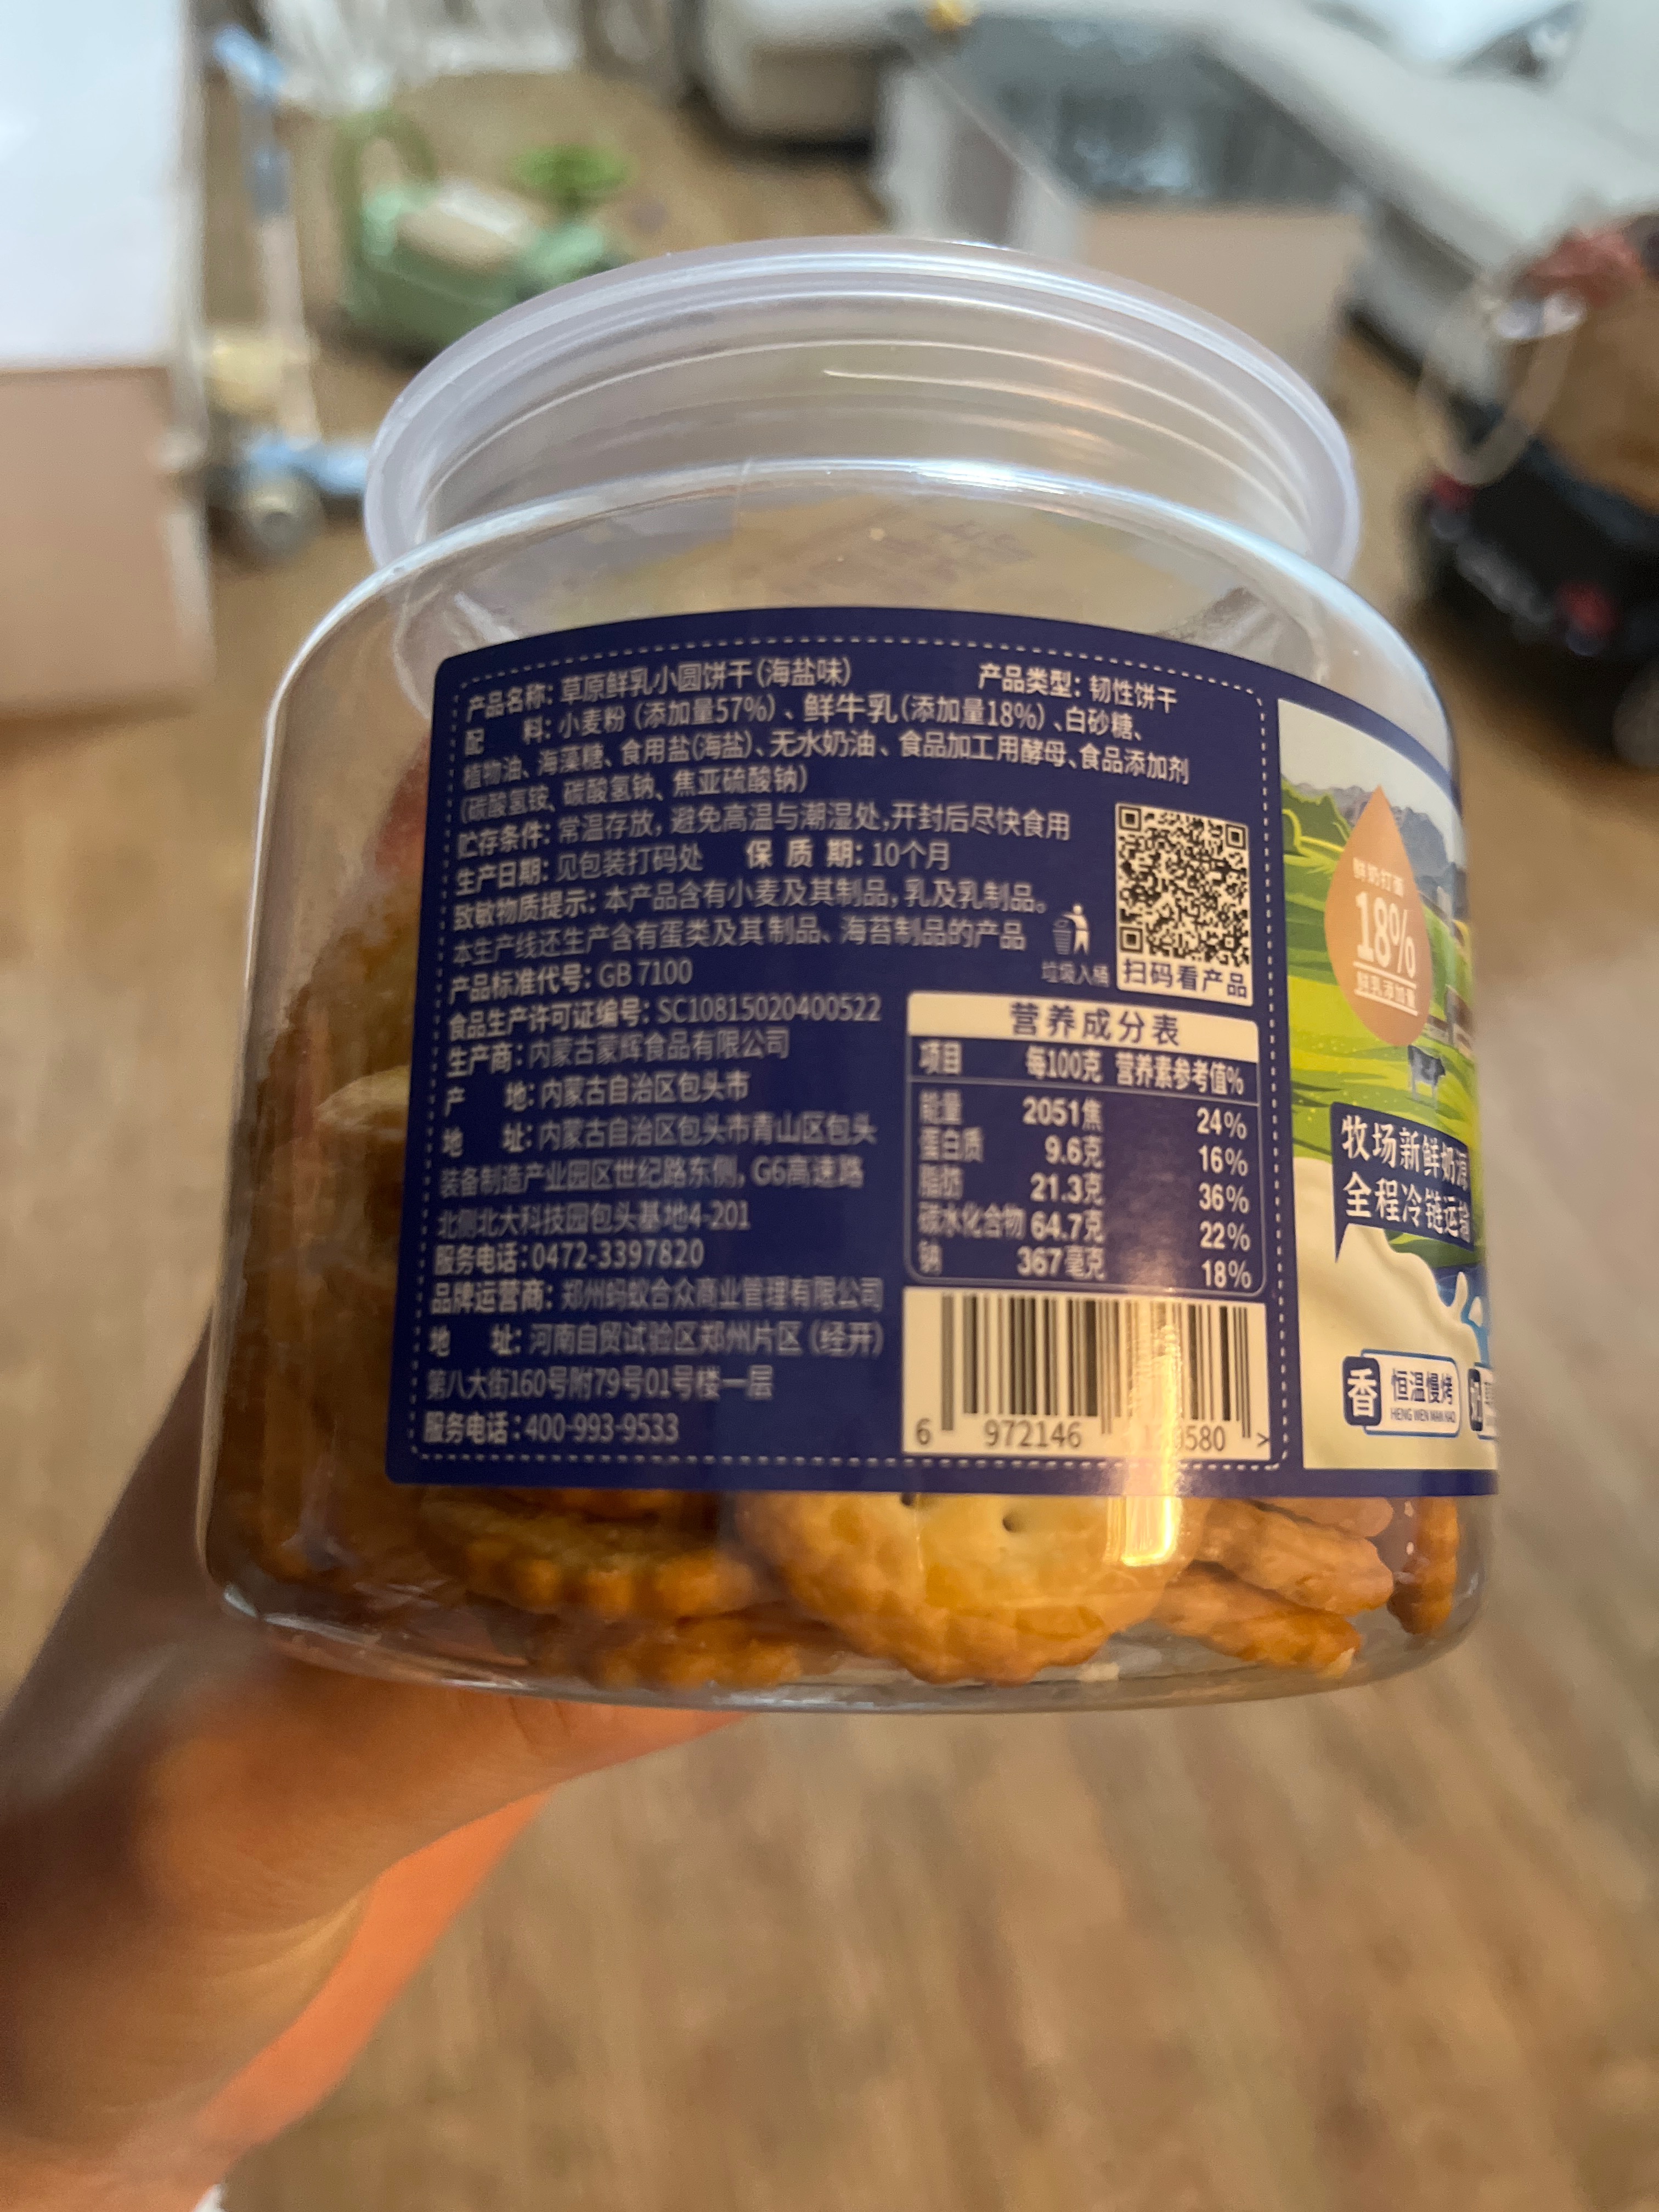 产品名称: 草原鲜乳小圆饼干(海盐味) 产品类型: 韧性饼干
配 料: 小麦粉(添加量57%)、鲜牛乳(添加量18%)、白砂糖、
植物油、海藻糖、食用盐(海盐)、无水奶油、食品加工用酵母、食品添加剂
(碳酸氢铵、碳酸氢钠、焦亚硫酸钠)
贮存条件: 常温存放,避免高温与潮湿处,开封后尽快食用
生产日期: 见包装打码处 保 质 期: 10个月
致敏物质提示: 本产品含有小麦及其制品,乳及乳制品。
本生产线还生产含有蛋类及其制品、海苔制品的产品
产品标准代号: GB 7100
食品生产许可证编号: SC10815020400522
生产商: 内蒙古蒙辉食品有限公司
产 地: 内蒙古自治区包头市
地 址: 内蒙古自治区包头市青山区包头
装备制造产业园区世纪路东侧, G6高速路
北侧北大科技园包头基地4-201
服务电话: 0472-3397820
品牌运营商: 郑州蚂蚁合众商业管理有限公司
地 址: 河南自贸试验区郑州片区(经开)
第八大街160号附79号01号楼一层
服务电话: 400-993-9533
垃圾入桶
扫码看产品
营养成分表
项目 每100克 营养素参考值%
能量 2051焦 24%
蛋白质 9.6克 16%
脂肪 21.3克 36%
碳水化合物 64.7克 22%
钠 367毫克 18%
6 972146 9580 >
18%
鲜乳添加量
牧场新鲜奶源
全程冷链运输
香 恒温慢烤
HENG WEN MAN KAO